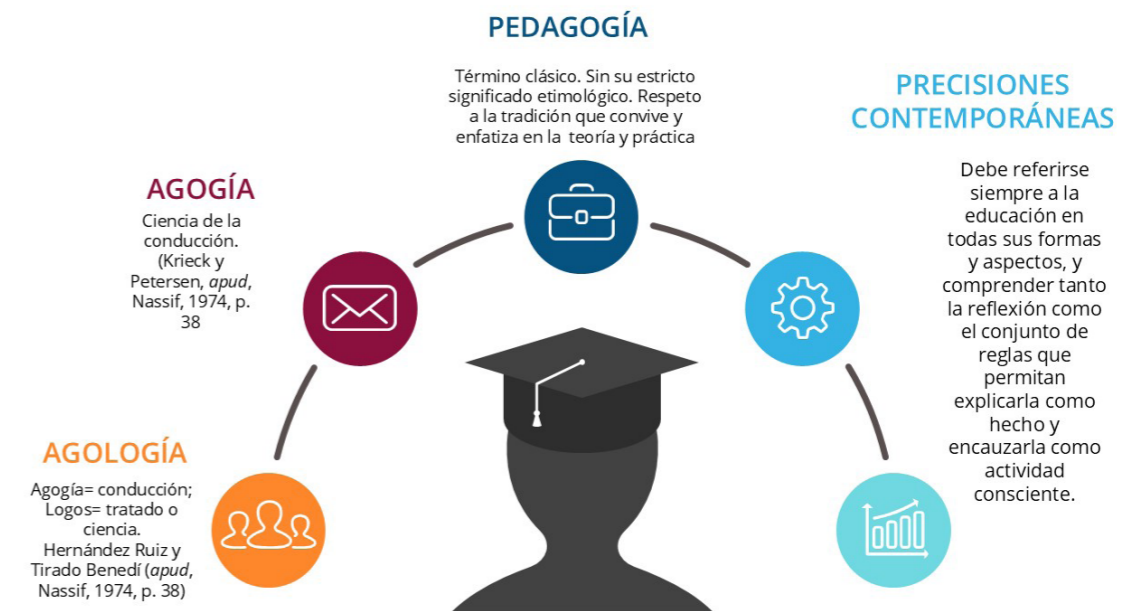 PEDAGOGÍA
Término clásico. Sin su estricto
significado etimológico. Respeto
a la tradición que convive y
enfatiza en la teoría y práctica
PRECISIONES
CONTEMPORÁNEAS
Debe referirse
siempre a la
educación en
todas sus formas
y aspectos, y
comprender tanto
la reflexión como
el conjunto de
reglas que
permitan
explicarla como
hecho y
encauzarla como
actividad
consciente.
AGOGÍA
Ciencia de la
conducción.
(Krieck y
Petersen, apud,
Nassif, 1974, p.
38
AGOLOGÍA
Agogía= conducción;
Logos= tratado o
ciencia.
Hernández Ruiz y
Tirado Benedí (apud,
Nassif, 1974, p. 38)